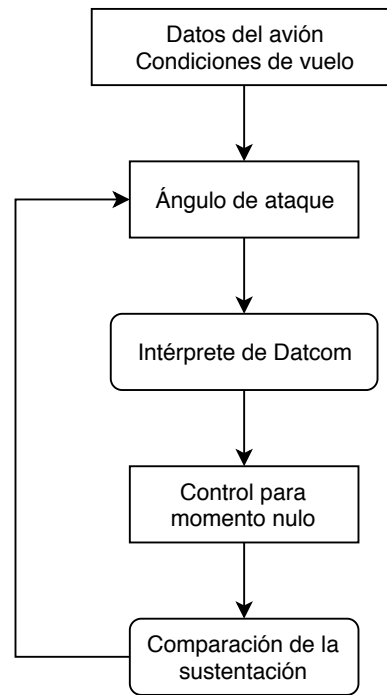 Datos del avión
Condiciones de vuelo
Ángulo de ataque
Intérprete de Datcom
Control para
momento nulo
Comparación de la
sustentación